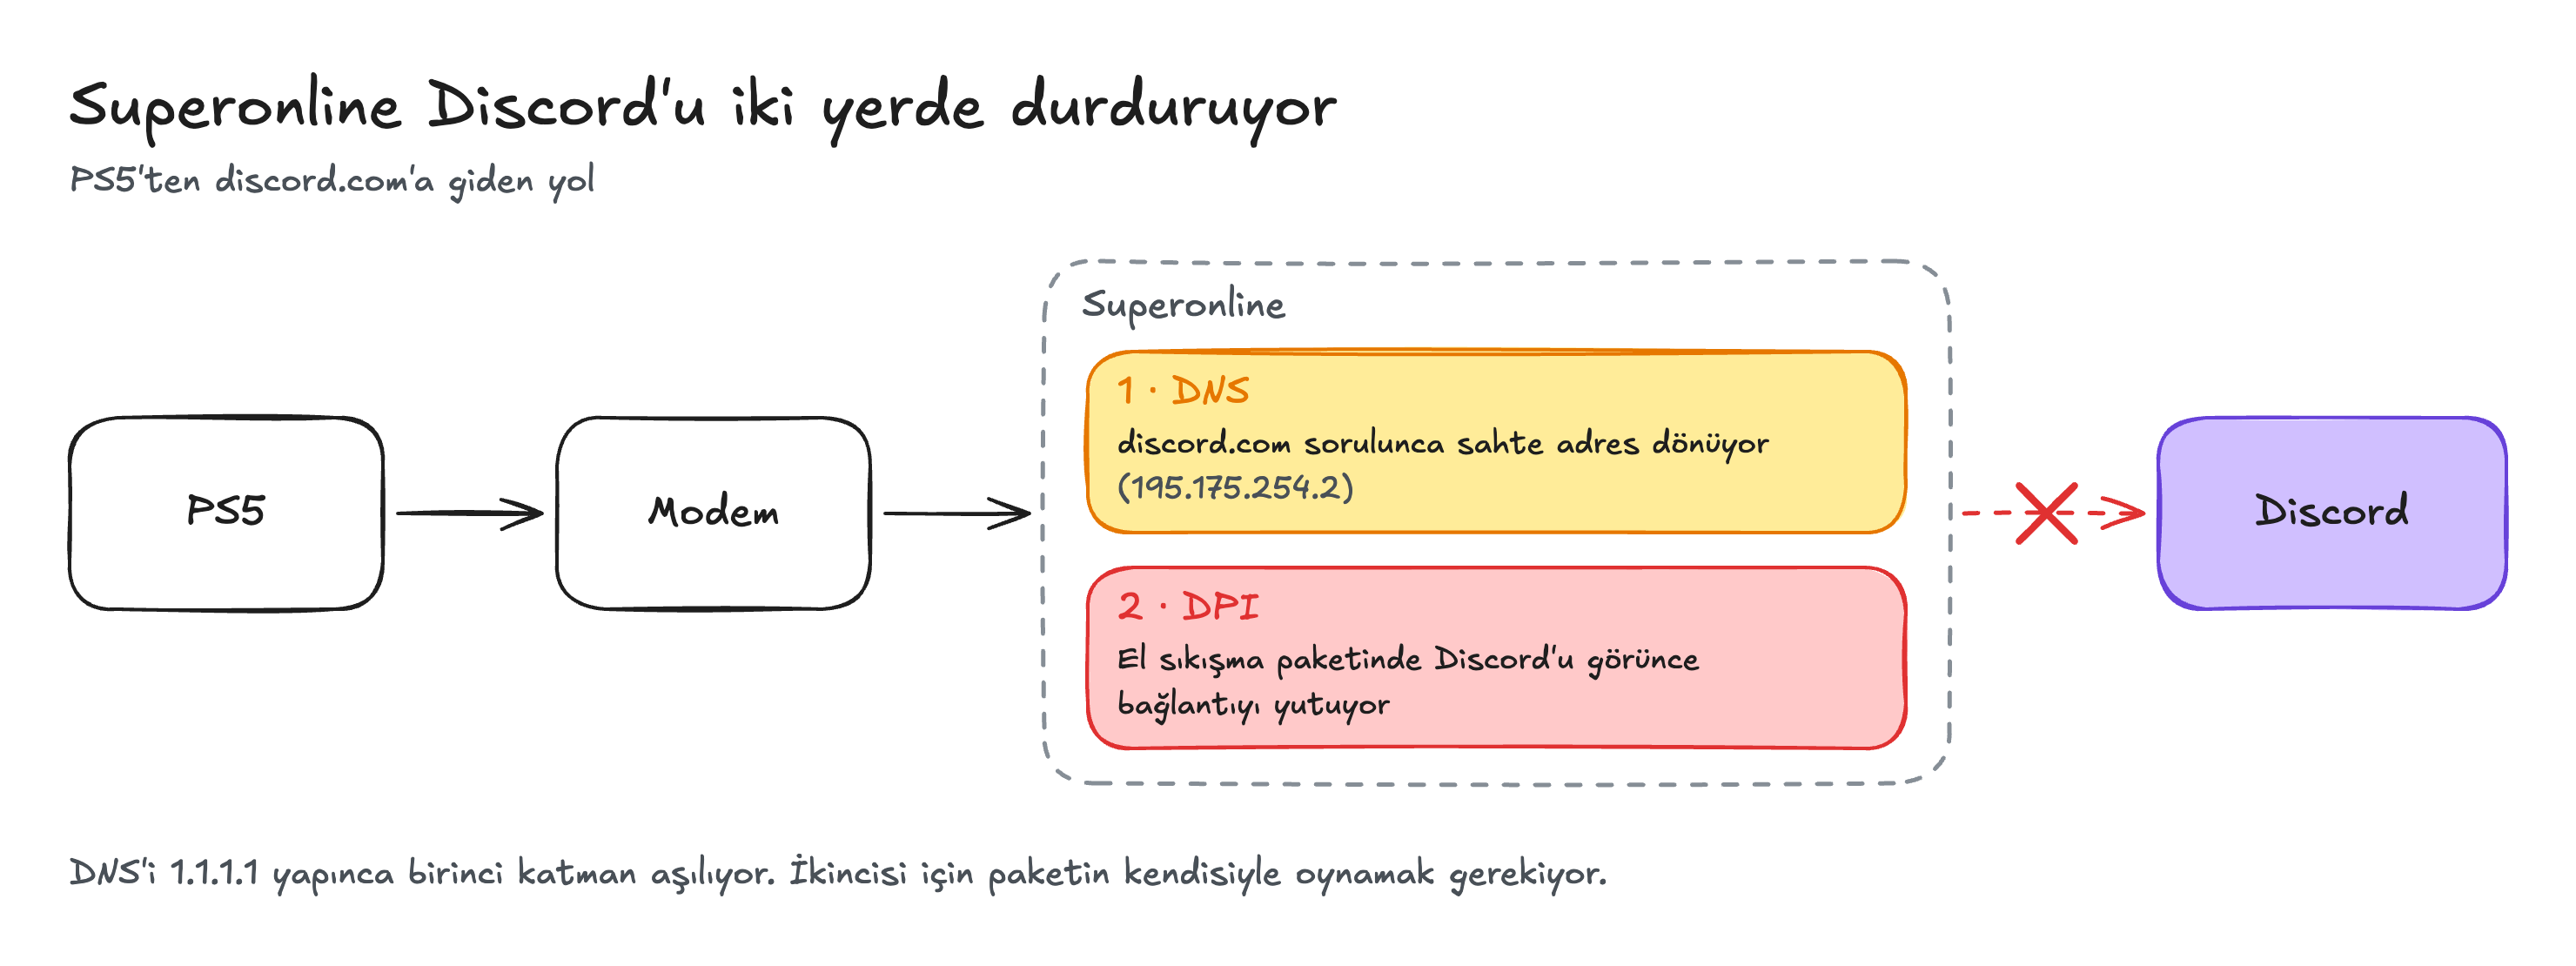 Superonline Discord'u iki yerde durduruyor
PS5'ten discord.com'a giden yol
PS5
Modem
Superonline
1 · DNS
discord.com sorulunca sahte adres dönüyor
(195.175.254.2)
2 · DPI
El sıkışma paketinde Discord'u görünce
bağlantıyı yutuyor
Discord
DNS'i 1.1.1.1 yapınca birinci katman aşılıyor. İkincisi için paketin kendisiyle oynamak gerekiyor.